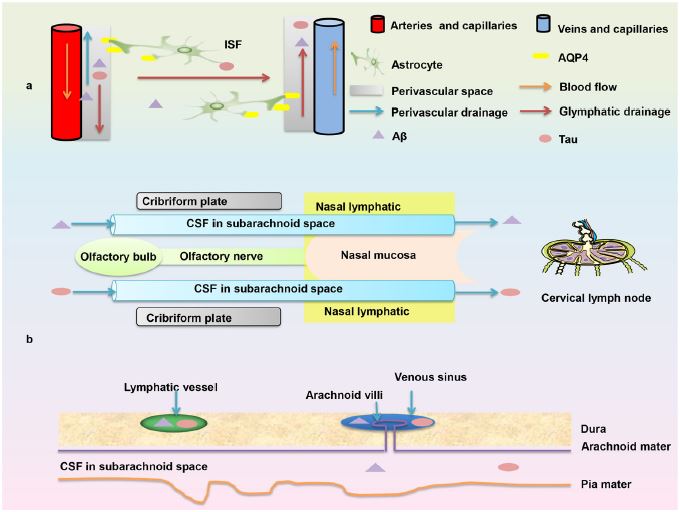 ISF
Arteries and capillaries
Veins and capillaries
AQP4
Astrocyte
Blood flow
Perivascular space
Perivascular drainage
Glymphatic drainage
Aβ
Tau
a
Cribriform plate
Nasal lymphatic
CSF in subarachnoid space
Olfactory bulb
Olfactory nerve
Nasal mucosa
CSF in subarachnoid space
Cervical lymph node
Cribriform plate
Nasal lymphatic
b
Lymphatic vessel
Venous sinus
Arachnoid villi
Dura
Arachnoid mater
CSF in subarachnoid space
Pia mater